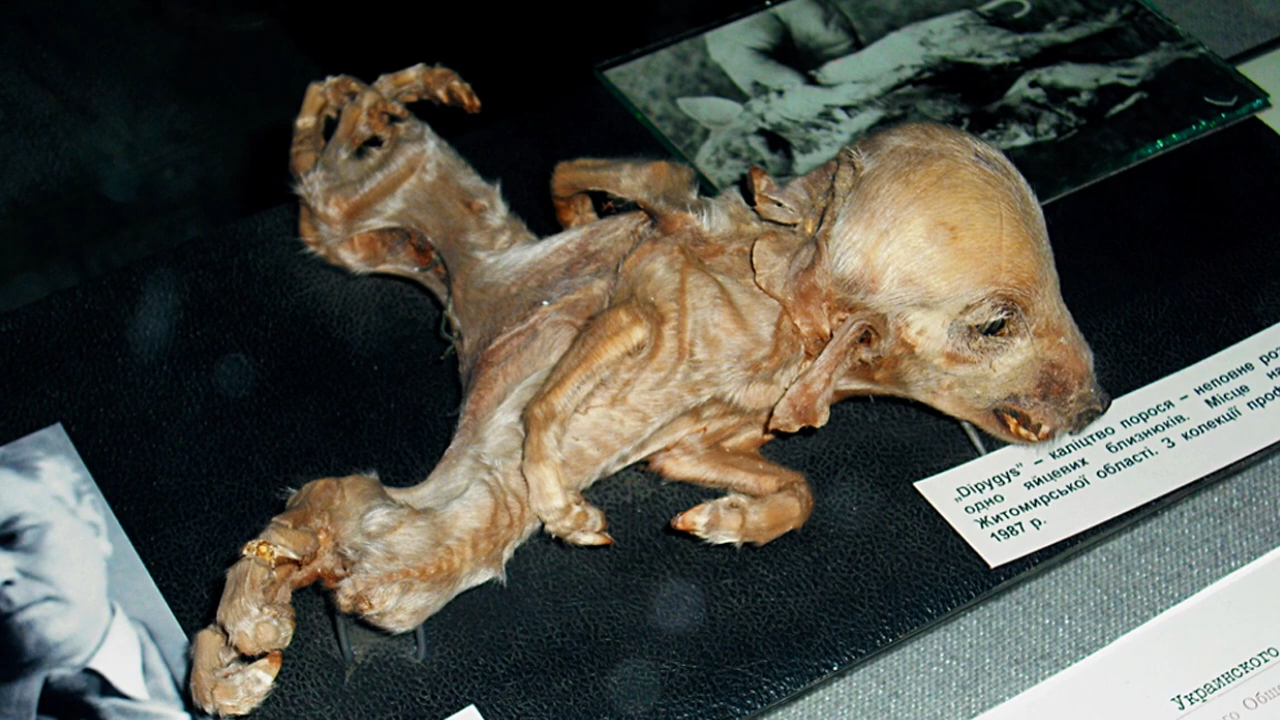 „Dipygus" – каліцтво порося – неповне
одно яйцевих близнюків. Місце
Житомирської області. З колекції
1987 р.
Украинского